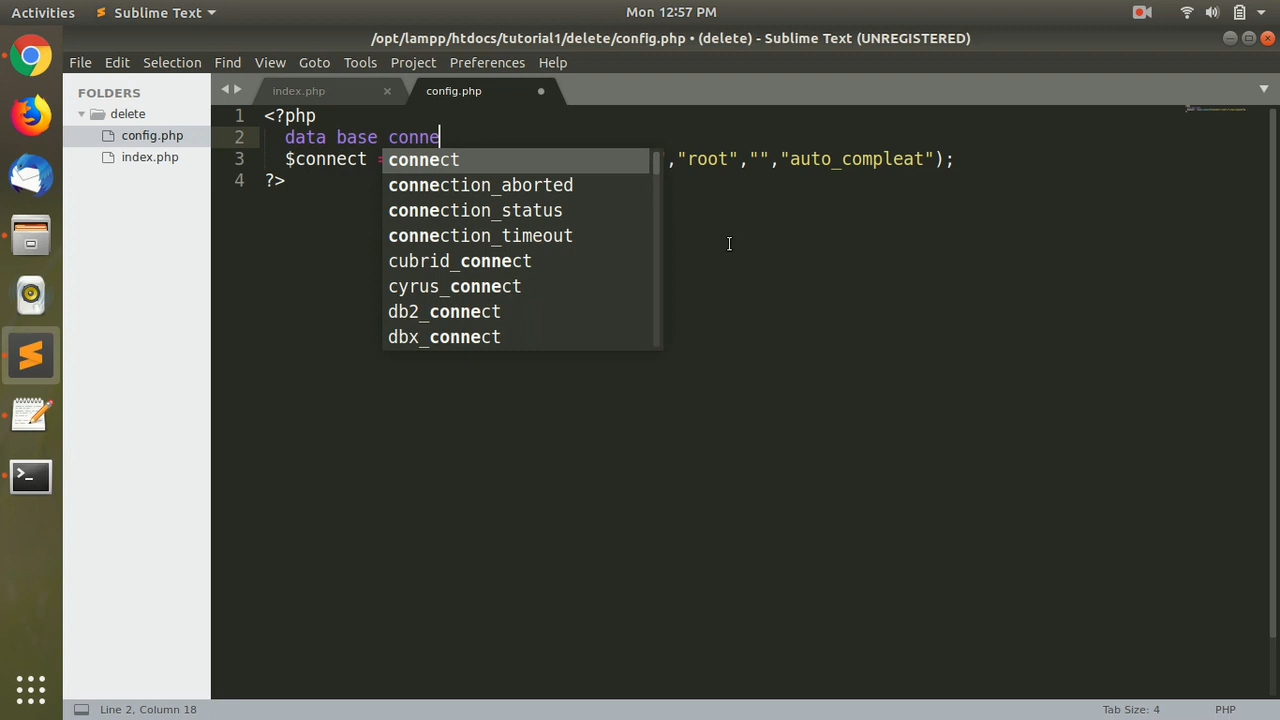 Activities Sublime Text Mon 12:57 PM
/opt/lampp/htdocs/tutorial1/delete/config.php • (delete) - Sublime Text (UNREGISTERED)
File Edit Selection Find View Goto Tools Project Preferences Help
FOLDERS
delete
config.php
index.php
index.php × config.php
1 <?php
2 data base conne
3 $connect = ,"root","","auto_compleat");
4 ?>
connect
connection_aborted
connection_status
connection_timeout
cubrid_connect
cyrus_connect
db2_connect
dbx_connect
Line 2, Column 18 Tab Size: 4 PHP